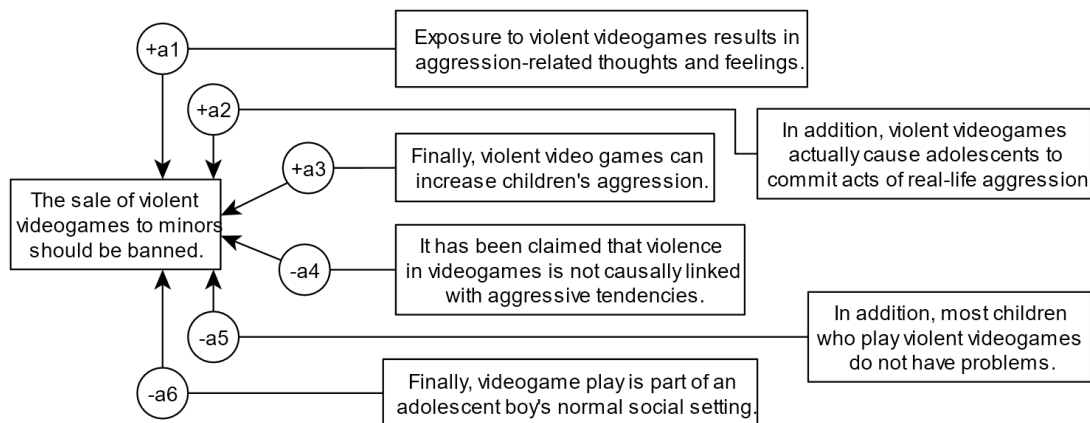 +a1
Exposure to violent videogames results in
aggression-related thoughts and feelings.
+a2
In addition, violent videogames
actually cause adolescents to
commit acts of real-life aggression
+a3
Finally, violent video games can
increase children's aggression.
The sale of violent
videogames to minors
should be banned.
-a4
It has been claimed that violence
in videogames is not causally linked
with aggressive tendencies.
-a5
In addition, most children
who play violent videogames
do not have problems.
-a6
Finally, videogame play is part of an
adolescent boy's normal social setting.